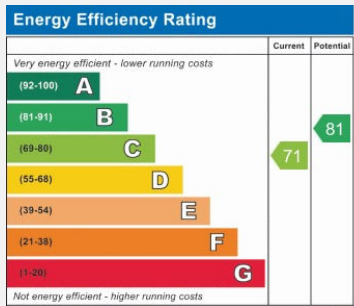 Energy Efficiency Rating
Current Potential
Very energy efficient - lower running costs
(92-100) A
(81-91) B
(69-80) C
(55-68) D
(39-54) E
(21-38) F
(1-20) G
71
81
Not energy efficient - higher running costs